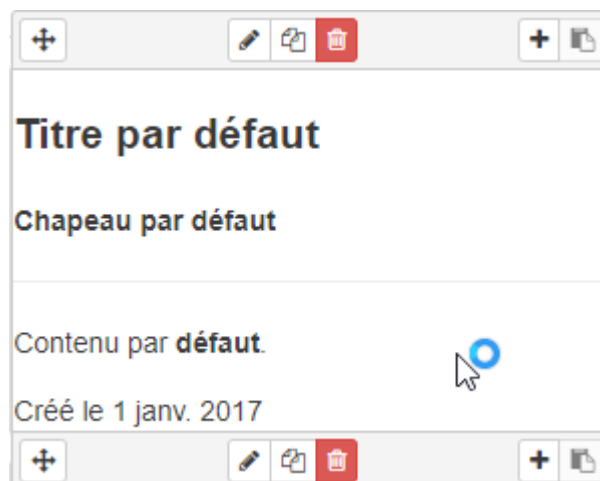 Titre par défaut
Chapeau par défaut
Contenu par défaut.
Créé le 1 janv. 2017